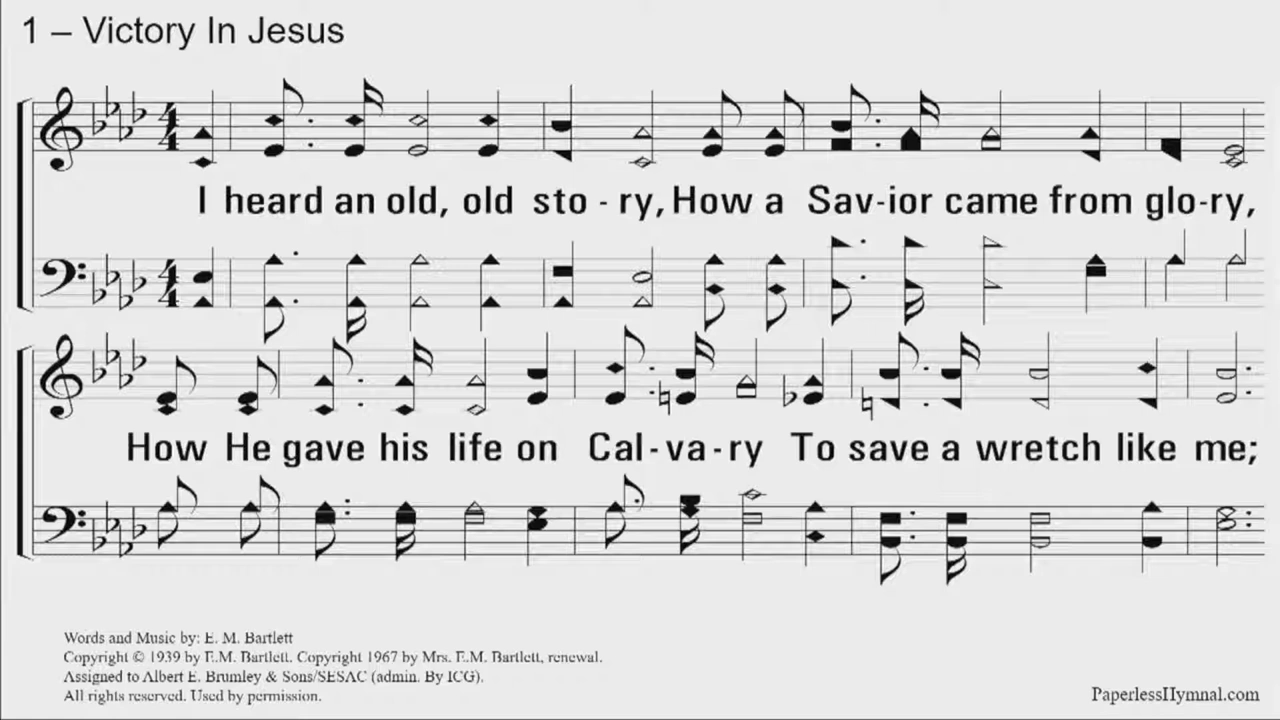 1 – Victory In Jesus
I heard an old, old sto - ry, How a Sav-ior came from glo-ry,
How He gave his life on Cal-va-ry To save a wretch like me;
Words and Music by: E. M. Bartlett
Copyright © 1939 by E.M. Bartlett. Copyright 1967 by Mrs. E.M. Bartlett, renewal.
Assigned to Albert E. Brumley & Sons/SESAC (admin. By ICG).
All rights reserved. Used by permission.
PaperlessHymnal.com